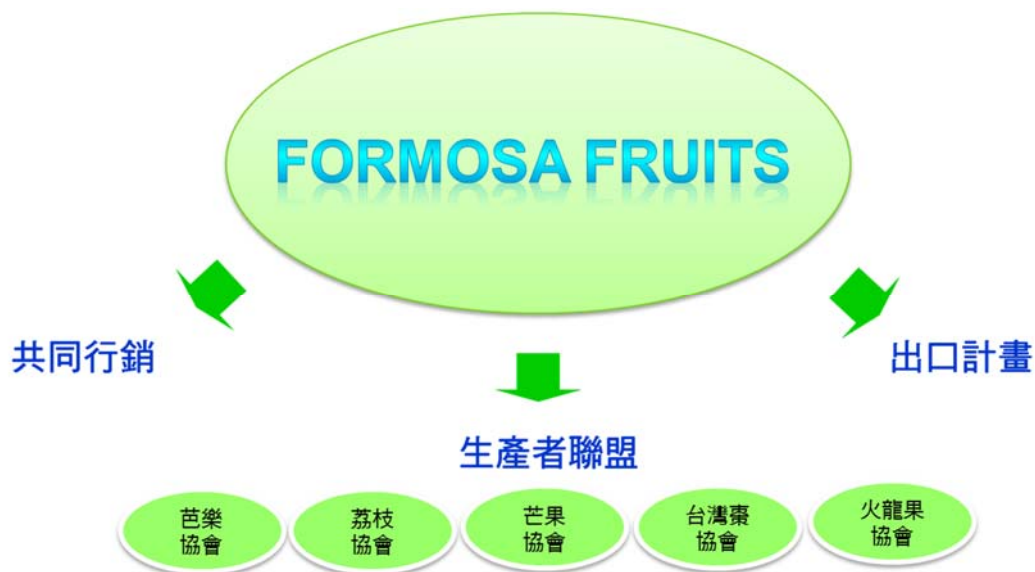 FORMOSA FRUITS
共同行銷
出口計畫
生產者聯盟
芭樂
協會
荔枝
協會
芒果
協會
台灣棗
協會
火龍果
協會